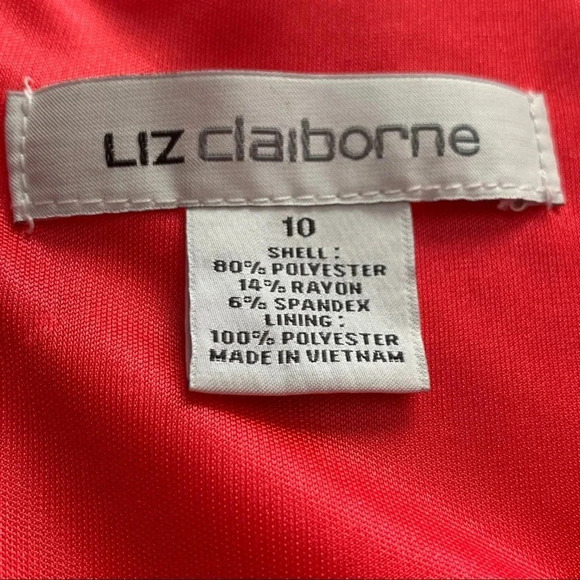 LIZ claiborne
10
SHELL :
80% POLYESTER
14% RAYON
6% SPANDEX
LINING :
100% POLYESTER
MADE IN VIETNAM